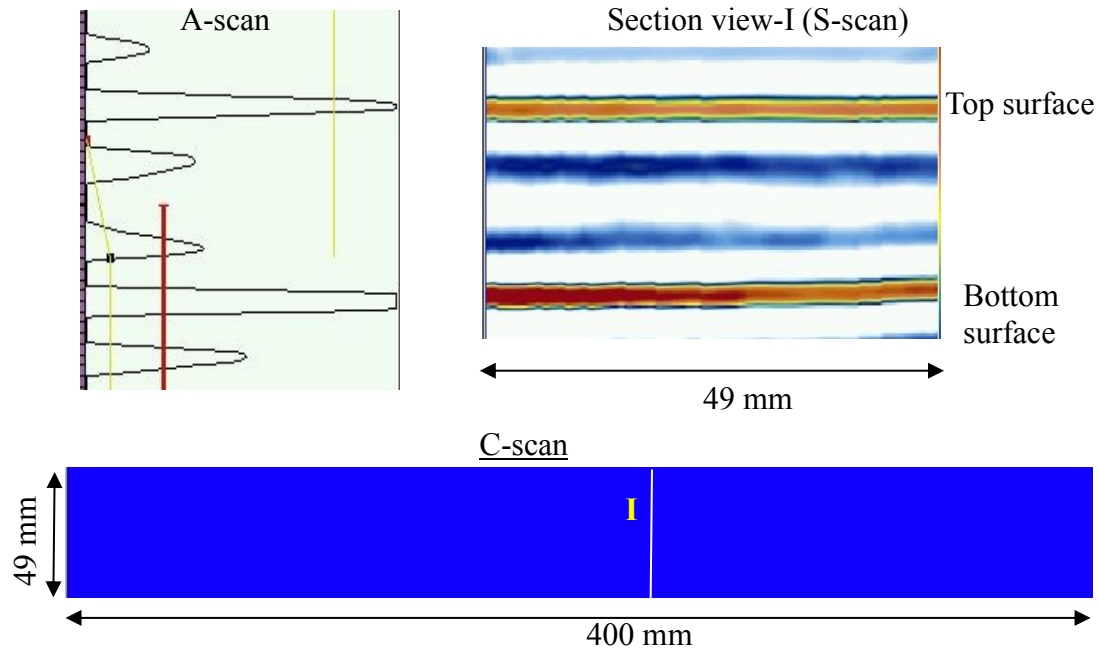 A-scan
Section view-I (S-scan)
Top surface
Bottom
surface
49 mm
C-scan
I
49 mm
400 mm